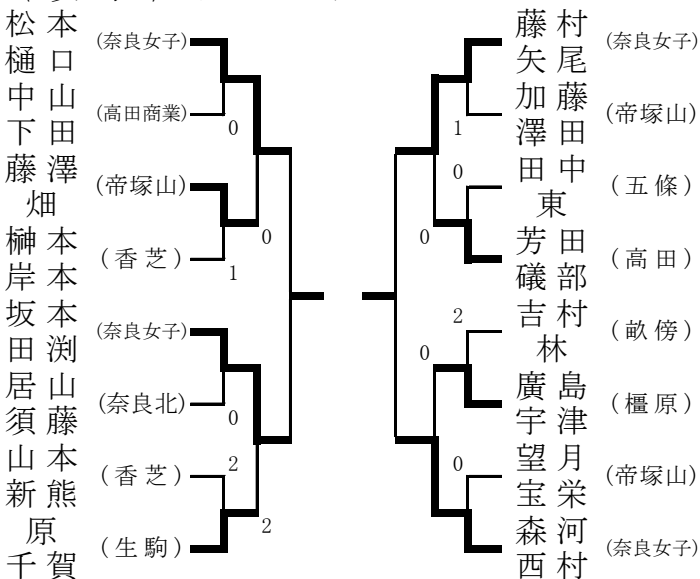 松本 (奈良女子)
樋口
中山 (高田商業)
下田
0
藤澤 (帝塚山)
畑
0
榊本 (香芝)
岸本
1
坂本 (奈良女子)
田渕
居山 (奈良北)
須藤
0
山本 (香芝)
新熊
2
原 (生駒)
千賀
2
藤村 (奈良女子)
矢尾
加藤 (帝塚山)
澤田
1
0
田中 (五條)
東
0
芳田 (高田)
礒部
2
吉村 (畝傍)
林
0
廣島 (橿原)
宇津
0
望月 (帝塚山)
宝栄
森河 (奈良女子)
西村